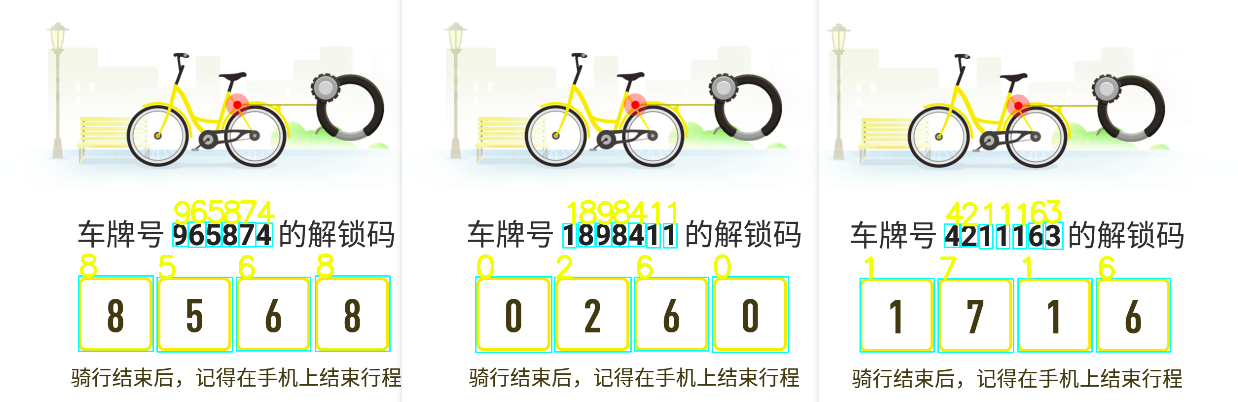 965874
车牌号 965874 的解锁码
8 5 6 8
8 5 6 8
骑行结束后，记得在手机上结束行程
1898411
车牌号 1898411 的解锁码
0 2 6 0
0 2 6 0
骑行结束后，记得在手机上结束行程
4211163
车牌号 4211163 的解锁码
1 7 1 6
1 7 1 6
骑行结束后，记得在手机上结束行程